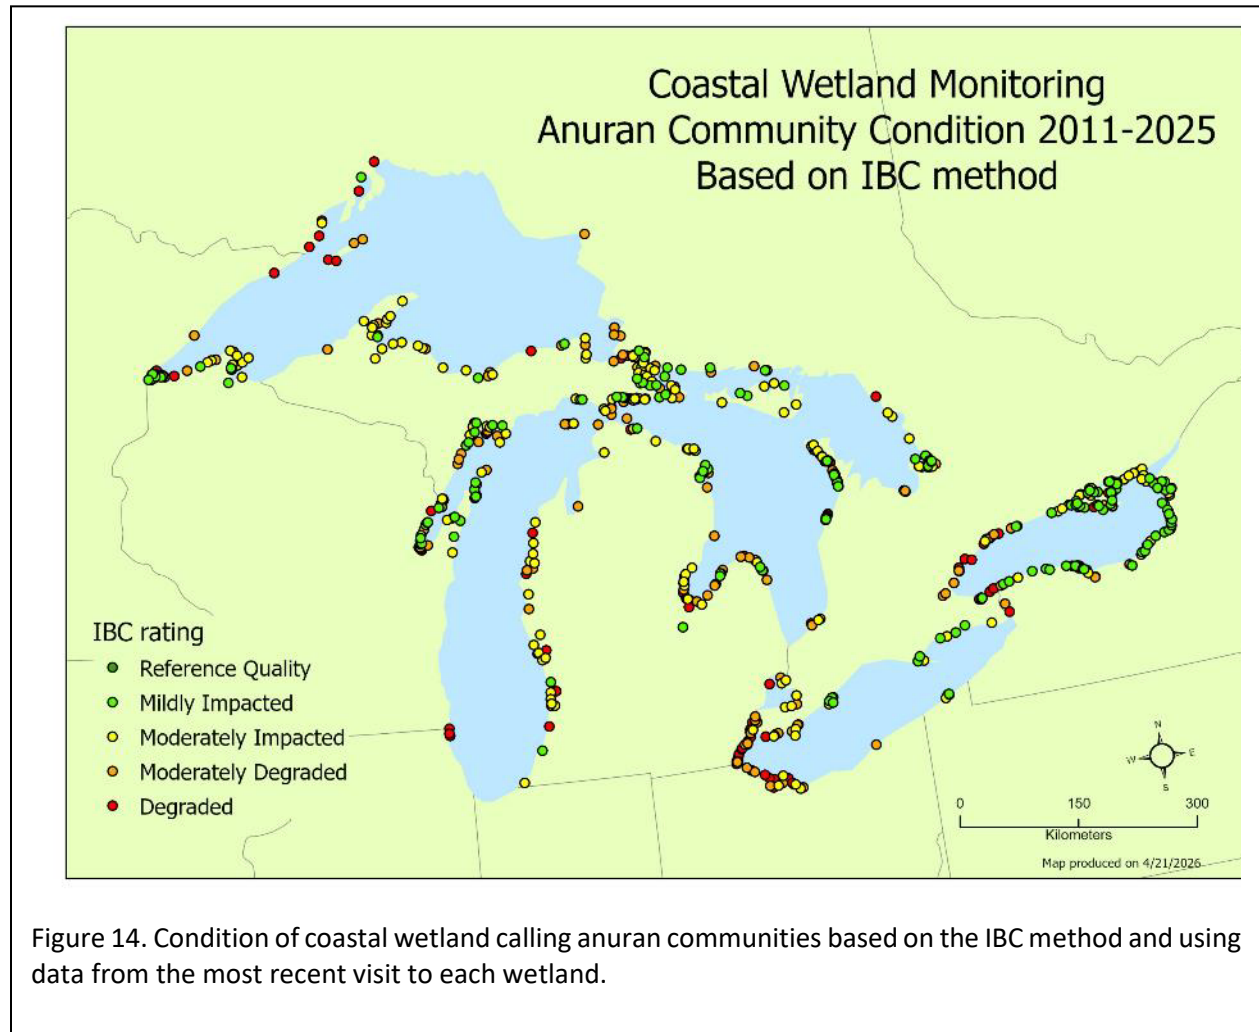 Coastal Wetland Monitoring
Anuran Community Condition 2011-2025
Based on IBC method
IBC rating
Reference Quality
Mildly Impacted
Moderately Impacted
Moderately Degraded
Degraded
N
W E
S
0 150 300
Kilometers
Map produced on 4/21/2026
Figure 14. Condition of coastal wetland calling anuran communities based on the IBC method and using
data from the most recent visit to each wetland.